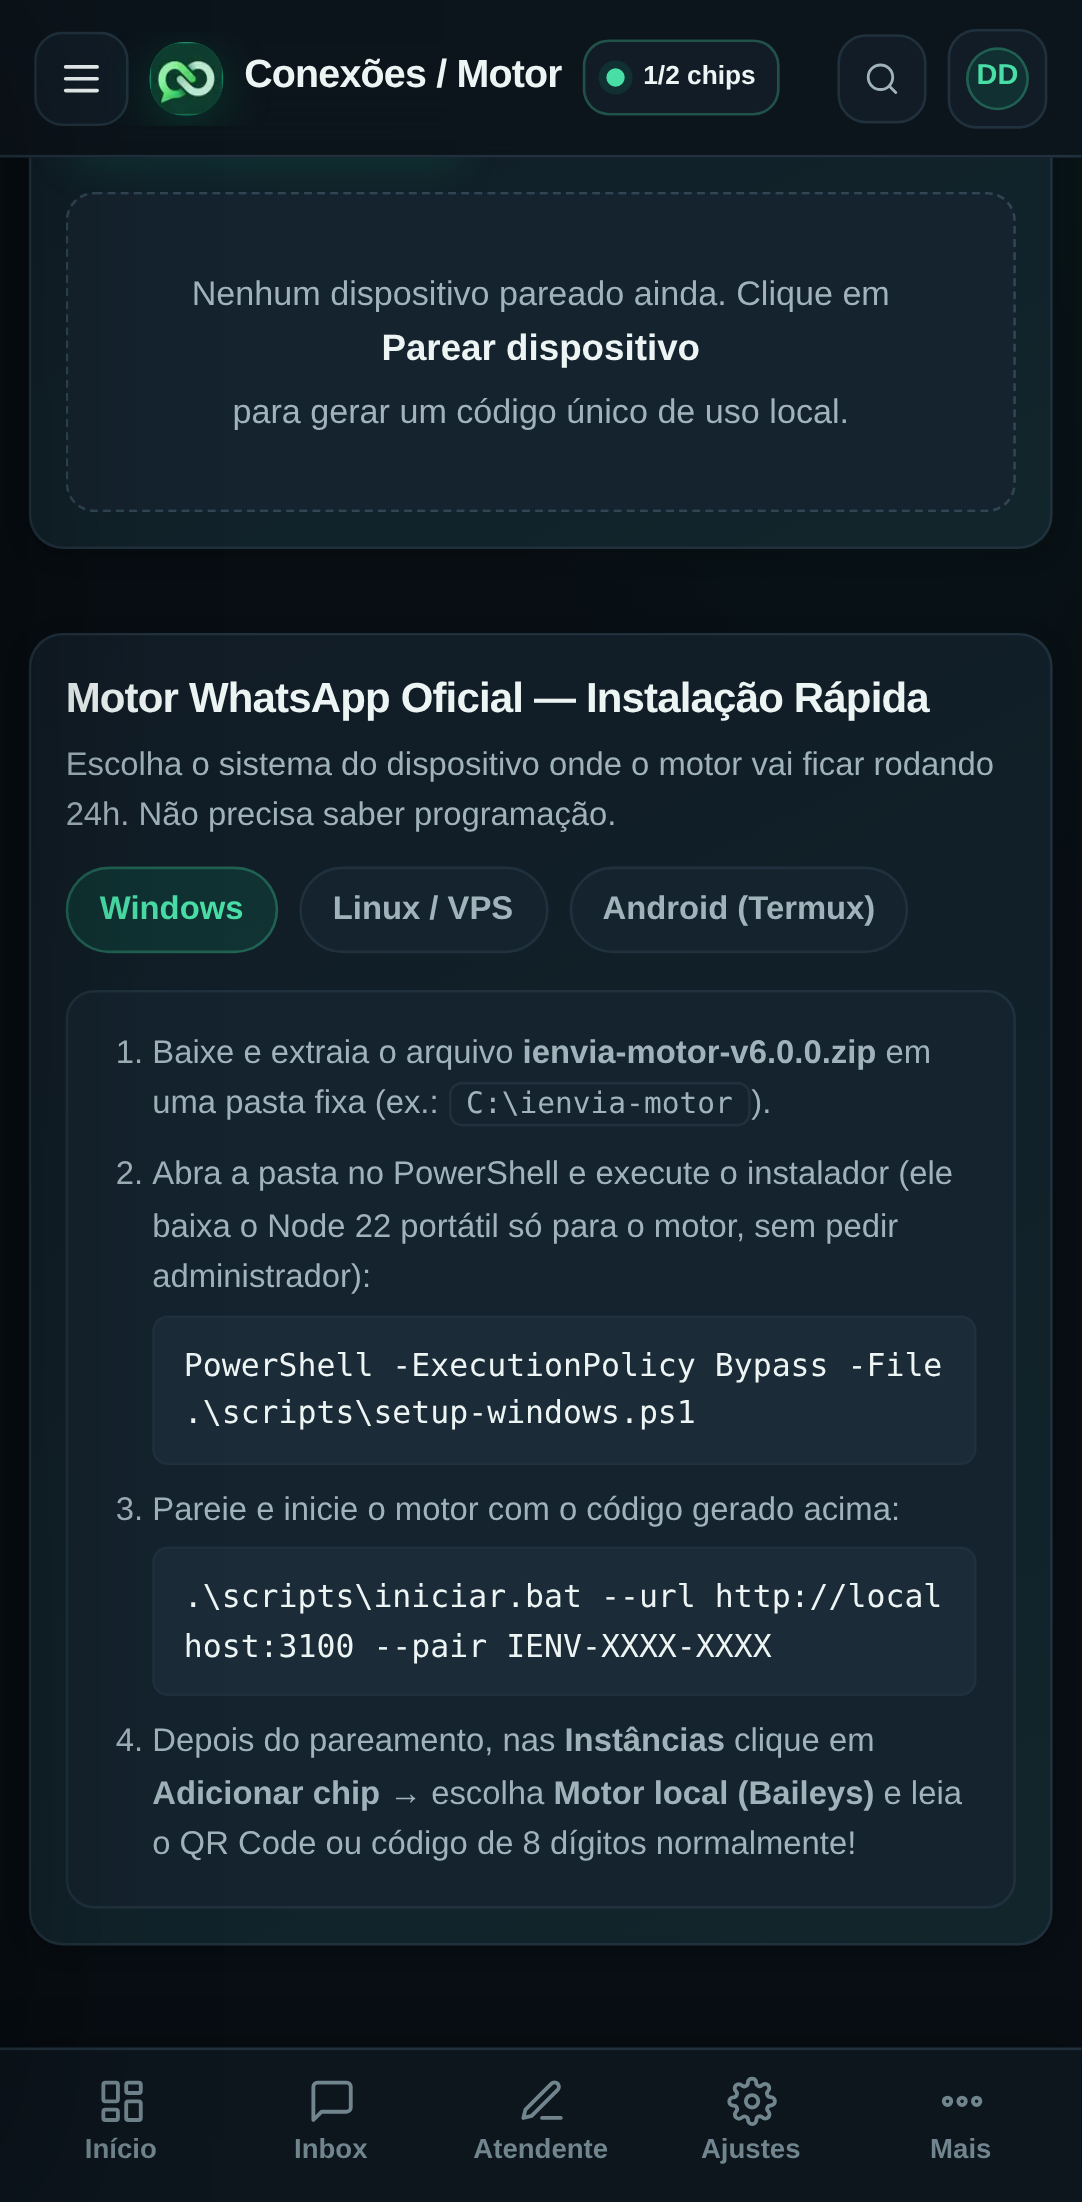 Conexões / Motor
1/2 chips
DD
Nenhum dispositivo pareado ainda. Clique em
Parear dispositivo
para gerar um código único de uso local.
Motor WhatsApp Oficial — Instalação Rápida
Escolha o sistema do dispositivo onde o motor vai ficar rodando
24h. Não precisa saber programação.
Windows
Linux / VPS
Android (Termux)
1. Baixe e extraia o arquivo ienvia-motor-v6.0.0.zip em
uma pasta fixa (ex.: C:\ienvia-motor ).
2. Abra a pasta no PowerShell e execute o instalador (ele
baixa o Node 22 portátil só para o motor, sem pedir
administrador):
PowerShell -ExecutionPolicy Bypass -File
.\scripts\setup-windows.ps1
3. Pareie e inicie o motor com o código gerado acima:
.\scripts\iniciar.bat --url http://local
host:3100 --pair IENV-XXXX-XXXX
4. Depois do pareamento, nas Instâncias clique em
Adicionar chip → escolha Motor local (Baileys) e leia
o QR Code ou código de 8 dígitos normalmente!
Início
Inbox
Atendente
Ajustes
Mais